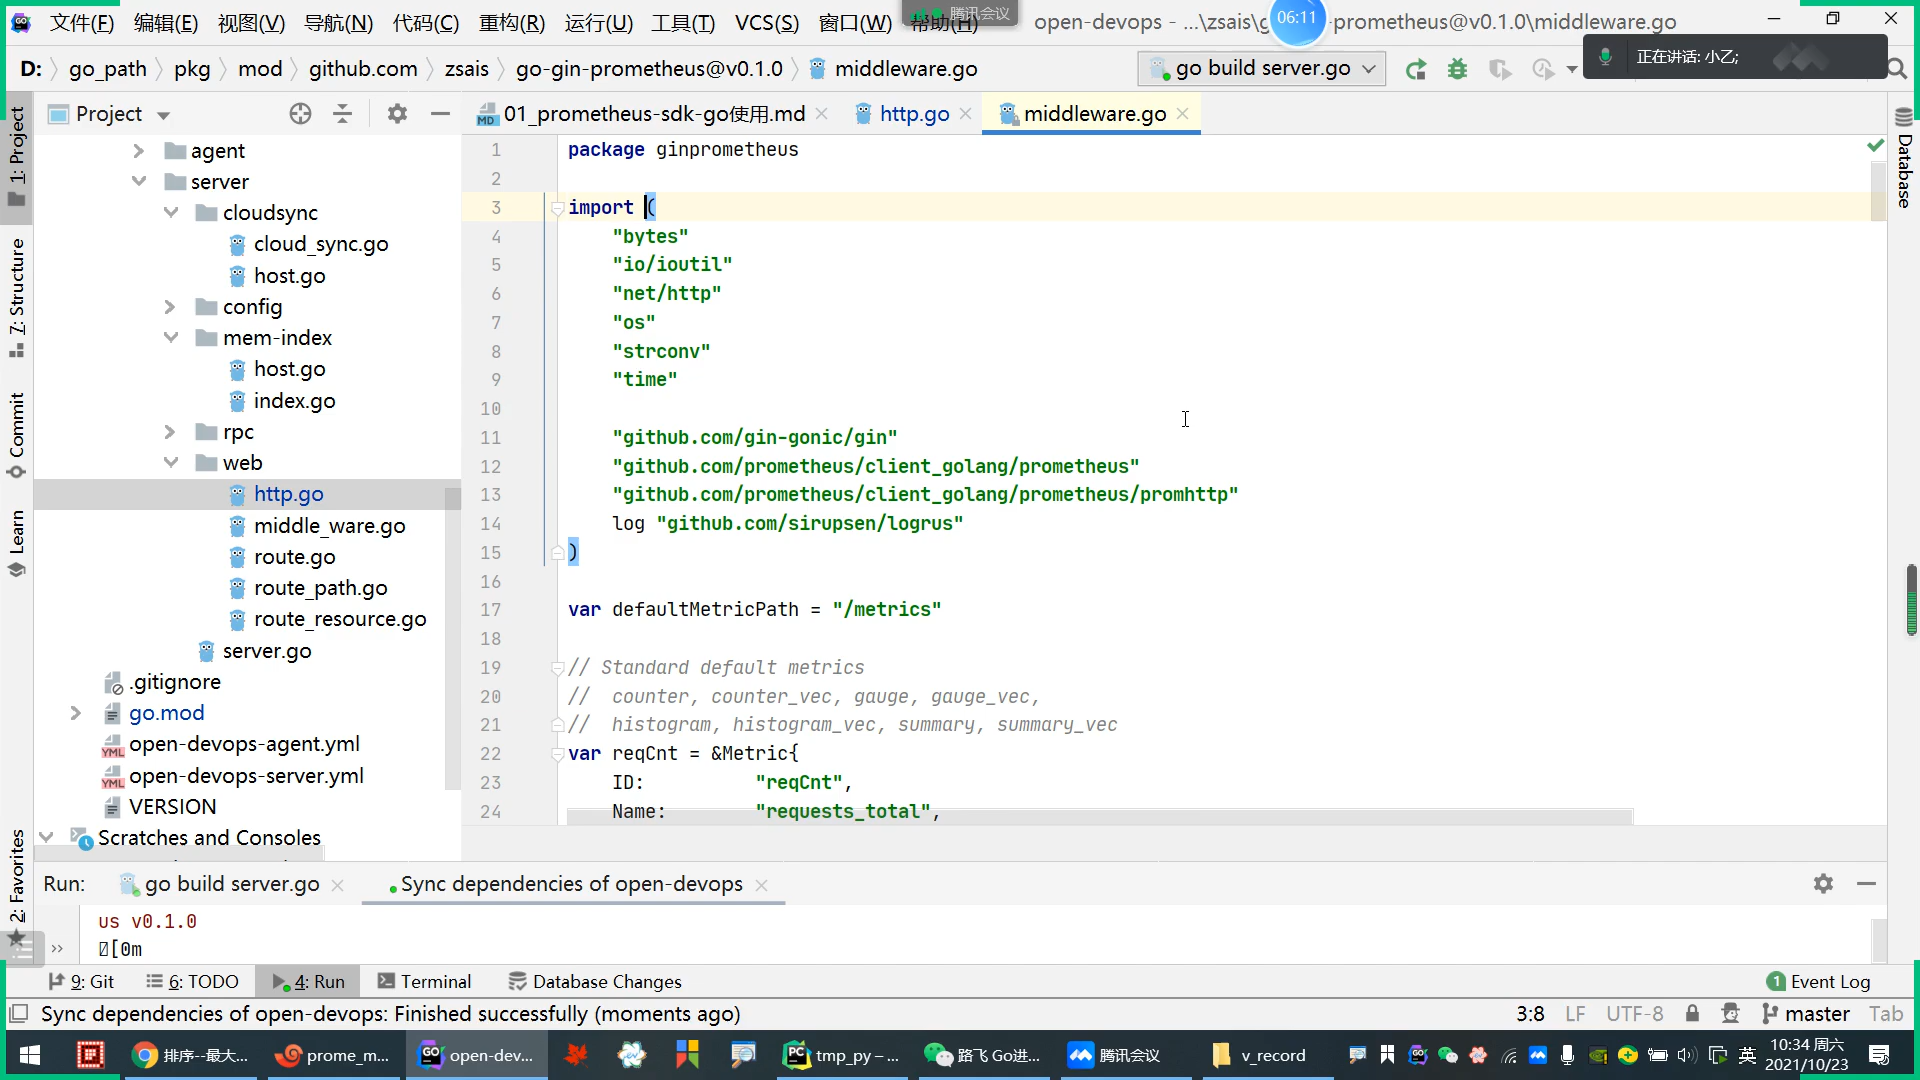 文件(F) 编辑(E) 视图(V) 导航(N) 代码(C) 重构(R) 运行(U) 工具(T) VCS(S) 窗口(W) 帮助(H) 腾讯会议 open-devops - ...\zsais\g 06:11 -prometheus@v0.1.0\middleware.go
正在讲话: 小乙;
D: go_path pkg mod github.com zsais go-gin-prometheus@v0.1.0 middleware.go go build server.go
Project
01_prometheus-sdk-go使用.md http.go middleware.go
1: Project
7: Structure
Commit
Learn
2: Favorites
Database
agent
server
cloudsync
cloud_sync.go
host.go
config
mem-index
host.go
index.go
rpc
web
http.go
middle_ware.go
route.go
route_path.go
route_resource.go
server.go
.gitignore
go.mod
open-devops-agent.yml
open-devops-server.yml
VERSION
Scratches and Consoles
1 package ginprometheus
2
3 import (
4 "bytes"
5 "io/ioutil"
6 "net/http"
7 "os"
8 "strconv"
9 "time"
10
11 "github.com/gin-gonic/gin"
12 "github.com/prometheus/client_golang/prometheus"
13 "github.com/prometheus/client_golang/prometheus/promhttp"
14 log "github.com/sirupsen/logrus"
15 )
16
17 var defaultMetricPath = "/metrics"
18
19 // Standard default metrics
20 // counter, counter_vec, gauge, gauge_vec,
21 // histogram, histogram_vec, summary, summary_vec
22 var reqCnt = &Metric{
23 ID: "reqCnt",
24 Name: "requests_total",
Run: go build server.go Sync dependencies of open-devops
us v0.1.0
[0m
9: Git 6: TODO 4: Run Terminal Database Changes 1 Event Log
Sync dependencies of open-devops: Finished successfully (moments ago) 3:8 LF UTF-8 master Tab
排序--最大... prome_m... open-dev... tmp_py – ... 路飞 Go进... 腾讯会议 v_record 英 10:34 周六
2021/10/23